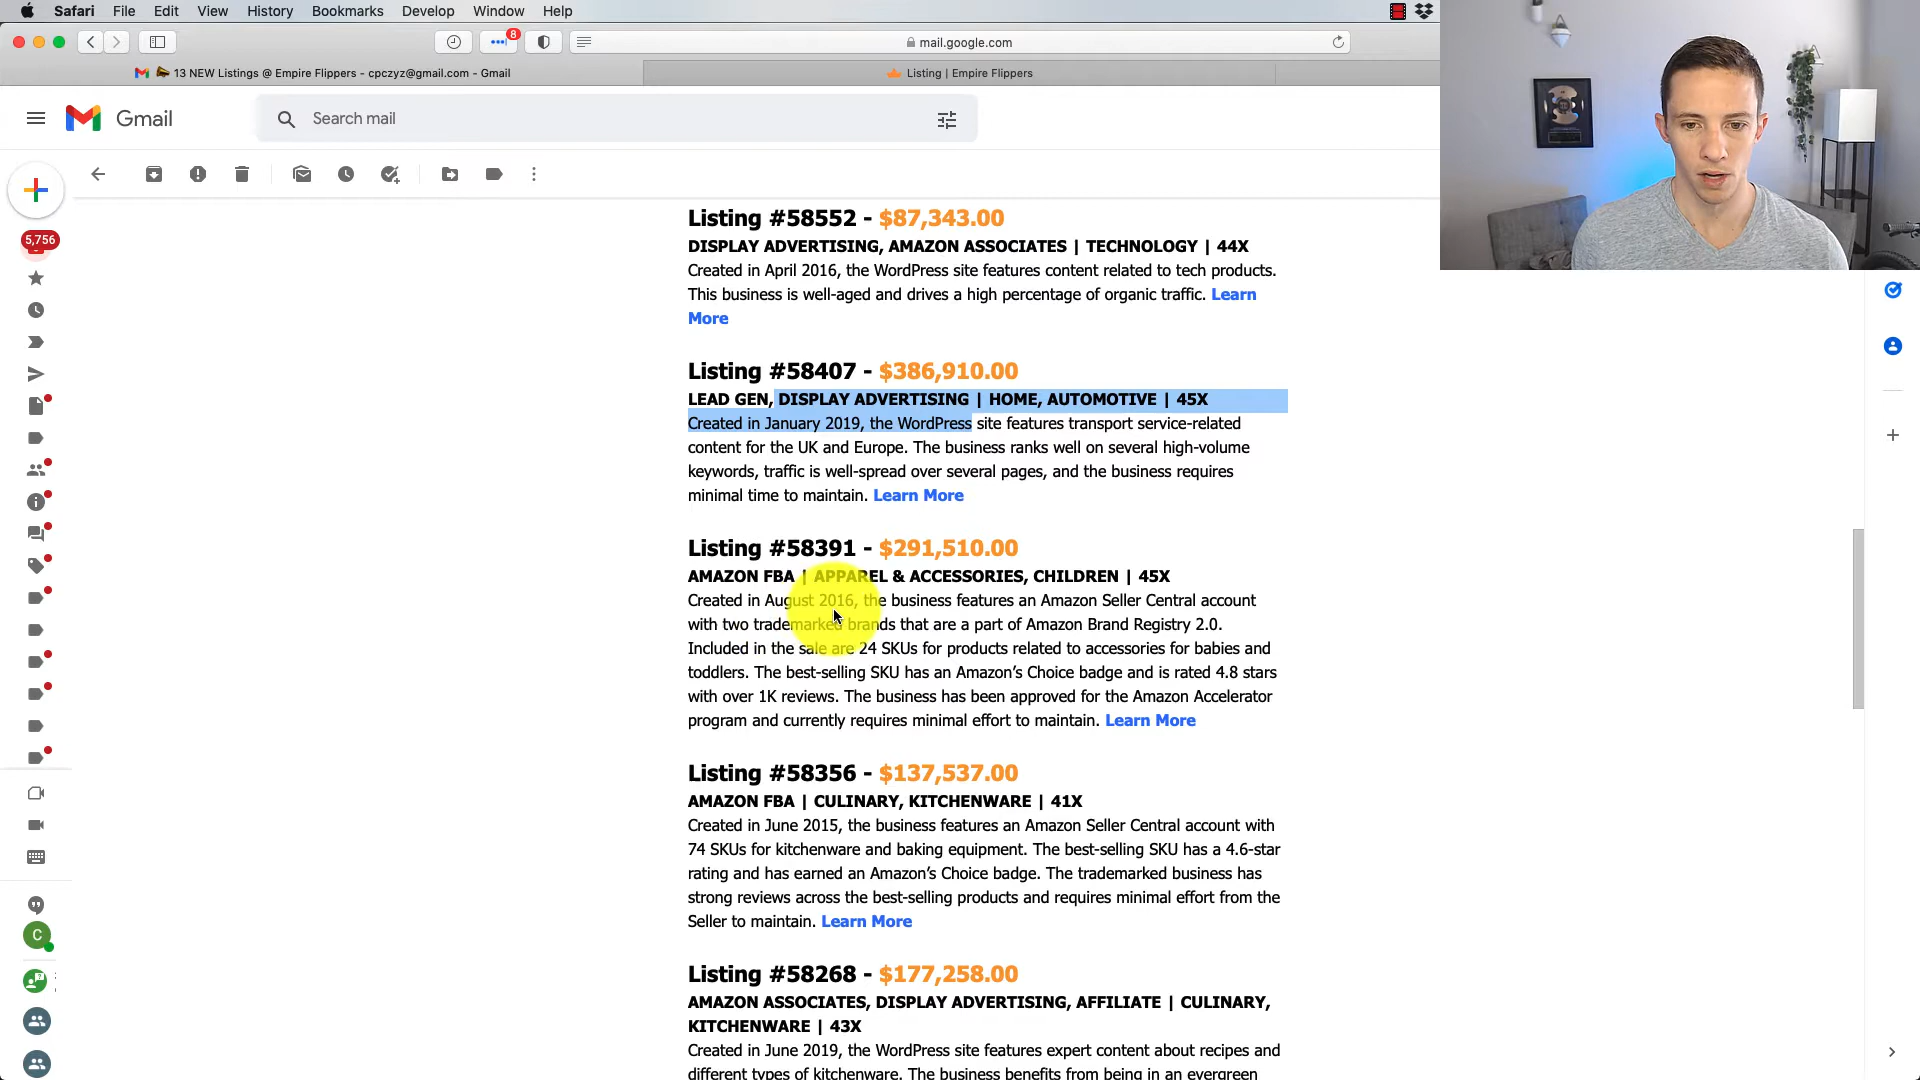 Safari File Edit View History Bookmarks Develop Window Help
8
mail.google.com
13 NEW Listings @ Empire Flippers - cpczyz@gmail.com - Gmail
Listing | Empire Flippers
Gmail
Search mail
5,756
Listing #58552 - $87,343.00
DISPLAY ADVERTISING, AMAZON ASSOCIATES | TECHNOLOGY | 44X
Created in April 2016, the WordPress site features content related to tech products.
This business is well-aged and drives a high percentage of organic traffic. Learn
More
Listing #58407 - $386,910.00
LEAD GEN, DISPLAY ADVERTISING | HOME, AUTOMOTIVE | 45X
Created in January 2019, the WordPress site features transport service-related
content for the UK and Europe. The business ranks well on several high-volume
keywords, traffic is well-spread over several pages, and the business requires
minimal time to maintain. Learn More
Listing #58391 - $291,510.00
AMAZON FBA | APPAREL & ACCESSORIES, CHILDREN | 45X
Created in August 2016, the business features an Amazon Seller Central account
with two trademarked brands that are a part of Amazon Brand Registry 2.0.
Included in the sale are 24 SKUs for products related to accessories for babies and
toddlers. The best-selling SKU has an Amazon’s Choice badge and is rated 4.8 stars
with over 1K reviews. The business has been approved for the Amazon Accelerator
program and currently requires minimal effort to maintain. Learn More
Listing #58356 - $137,537.00
AMAZON FBA | CULINARY, KITCHENWARE | 41X
Created in June 2015, the business features an Amazon Seller Central account with
74 SKUs for kitchenware and baking equipment. The best-selling SKU has a 4.6-star
rating and has earned an Amazon’s Choice badge. The trademarked business has
strong reviews across the best-selling products and requires minimal effort from the
Seller to maintain. Learn More
Listing #58268 - $177,258.00
AMAZON ASSOCIATES, DISPLAY ADVERTISING, AFFILIATE | CULINARY,
KITCHENWARE | 43X
Created in June 2019, the WordPress site features expert content about recipes and
different types of kitchenware. The business benefits from being in an evergreen
C